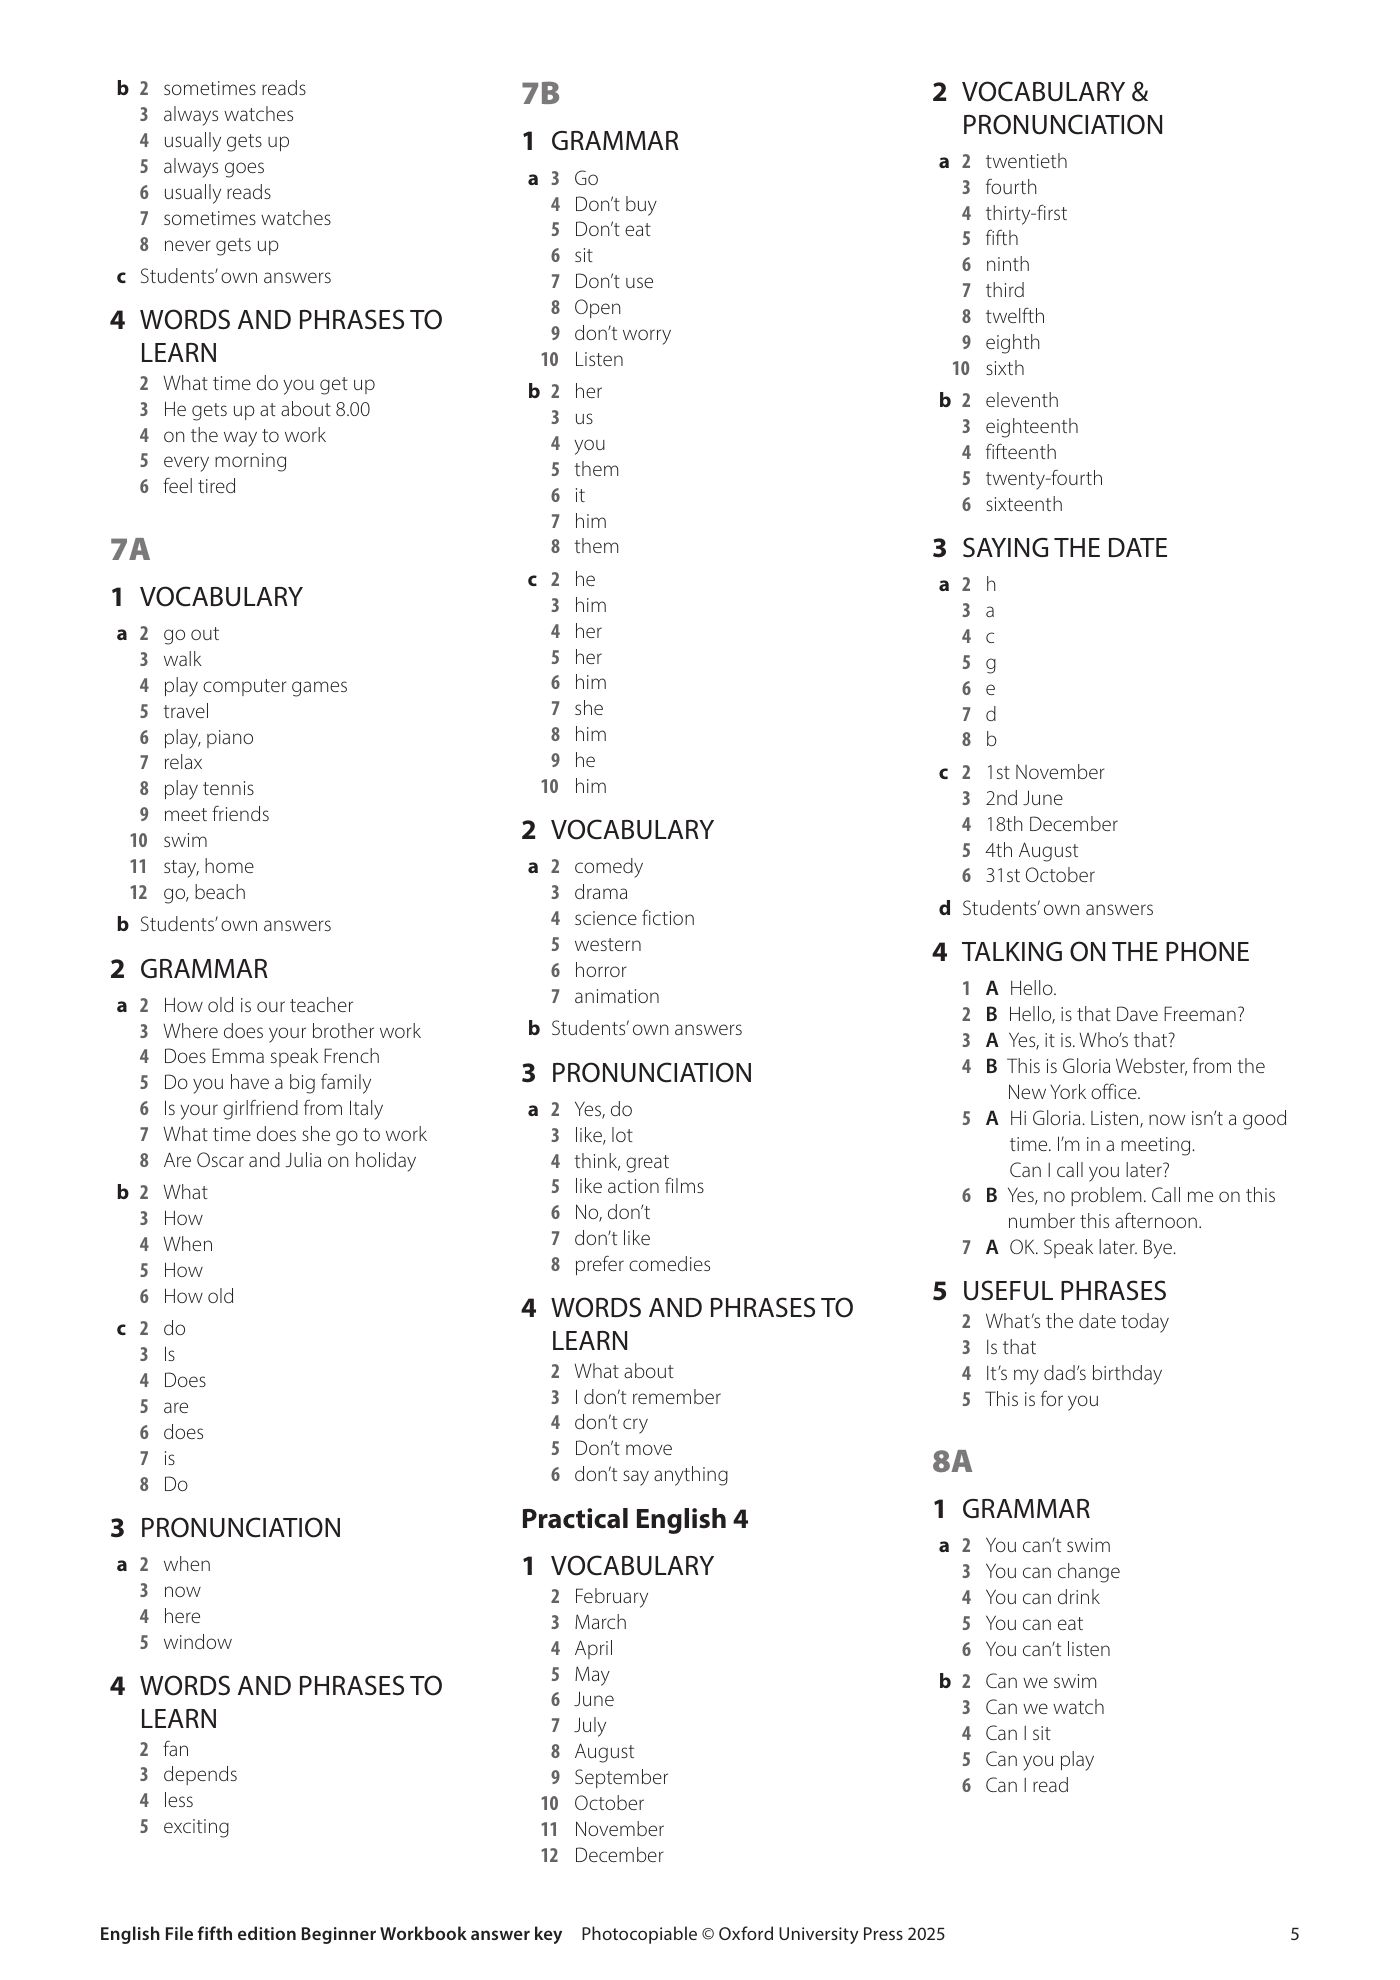 b 2 sometimes reads
3 always watches
4 usually gets up
5 always goes
6 usually reads
7 sometimes watches
8 never gets up
c Students’ own answers
4 WORDS AND PHRASES TO
LEARN
2 What time do you get up
3 He gets up at about 8.00
4 on the way to work
5 every morning
6 feel tired
7A
1 VOCABULARY
a 2 go out
3 walk
4 play computer games
5 travel
6 play, piano
7 relax
8 play tennis
9 meet friends
10 swim
11 stay, home
12 go, beach
b Students’ own answers
2 GRAMMAR
a 2 How old is our teacher
3 Where does your brother work
4 Does Emma speak French
5 Do you have a big family
6 Is your girlfriend from Italy
7 What time does she go to work
8 Are Oscar and Julia on holiday
b 2 What
3 How
4 When
5 How
6 How old
c 2 do
3 Is
4 Does
5 are
6 does
7 is
8 Do
3 PRONUNCIATION
a 2 when
3 now
4 here
5 window
4 WORDS AND PHRASES TO
LEARN
2 fan
3 depends
4 less
5 exciting
7B
1 GRAMMAR
a 3 Go
4 Don’t buy
5 Don’t eat
6 sit
7 Don’t use
8 Open
9 don’t worry
10 Listen
b 2 her
3 us
4 you
5 them
6 it
7 him
8 them
c 2 he
3 him
4 her
5 her
6 him
7 she
8 him
9 he
10 him
2 VOCABULARY
a 2 comedy
3 drama
4 science fiction
5 western
6 horror
7 animation
b Students’ own answers
3 PRONUNCIATION
a 2 Yes, do
3 like, lot
4 think, great
5 like action films
6 No, don’t
7 don’t like
8 prefer comedies
4 WORDS AND PHRASES TO
LEARN
2 What about
3 I don’t remember
4 don’t cry
5 Don’t move
6 don’t say anything
Practical English 4
1 VOCABULARY
2 February
3 March
4 April
5 May
6 June
7 July
8 August
9 September
10 October
11 November
12 December
2 VOCABULARY &
PRONUNCIATION
a 2 twentieth
3 fourth
4 thirty-first
5 fifth
6 ninth
7 third
8 twelfth
9 eighth
10 sixth
b 2 eleventh
3 eighteenth
4 fifteenth
5 twenty-fourth
6 sixteenth
3 SAYING THE DATE
a 2 h
3 a
4 c
5 g
6 e
7 d
8 b
c 2 1st November
3 2nd June
4 18th December
5 4th August
6 31st October
d Students’ own answers
4 TALKING ON THE PHONE
1 A Hello.
2 B Hello, is that Dave Freeman?
3 A Yes, it is. Who’s that?
4 B This is Gloria Webster, from the
New York office.
5 A Hi Gloria. Listen, now isn’t a good
time. I’m in a meeting.
Can I call you later?
6 B Yes, no problem. Call me on this
number this afternoon.
7 A OK. Speak later. Bye.
5 USEFUL PHRASES
2 What’s the date today
3 Is that
4 It’s my dad’s birthday
5 This is for you
8A
1 GRAMMAR
a 2 You can’t swim
3 You can change
4 You can drink
5 You can eat
6 You can’t listen
b 2 Can we swim
3 Can we watch
4 Can I sit
5 Can you play
6 Can I read
English File fifth edition Beginner Workbook answer key Photocopiable © Oxford University Press 2025 5